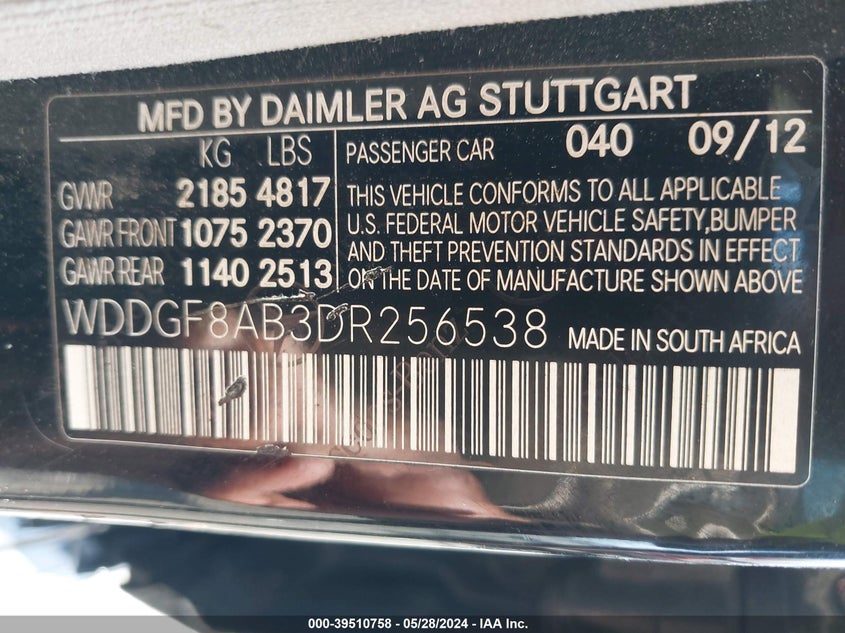 MFD BY DAIMLER AG STUTTGART
KG LBS
GVWR 2185 4817
GAWR FRONT 1075 2370
GAWR REAR 1140 2513
PASSENGER CAR 040 09/12
THIS VEHICLE CONFORMS TO ALL APPLICABLE
U.S. FEDERAL MOTOR VEHICLE SAFETY,BUMPER
AND THEFT PREVENTION STANDARDS IN EFFECT
ON THE DATE OF MANUFACTURE SHOWN ABOVE
WDDGF8AB3DR256538 MADE IN SOUTH AFRICA
000-39510758 - 05/28/2024 - IAA Inc.